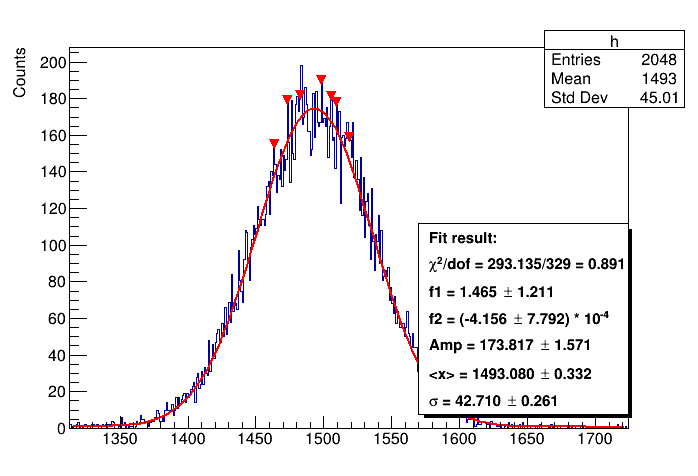 h
Entries 2048
Mean 1493
Std Dev 45.01
Counts
200
180
160
140
120
100
80
60
40
20
0
Fit result:
χ²/dof = 293.135/329 = 0.891
f1 = 1.465 ± 1.211
f2 = (-4.156 ± 7.792) * 10⁻⁴
Amp = 173.817 ± 1.571
<x> = 1493.080 ± 0.332
σ = 42.710 ± 0.261
1350 1400 1450 1500 1550 1600 1650 1700